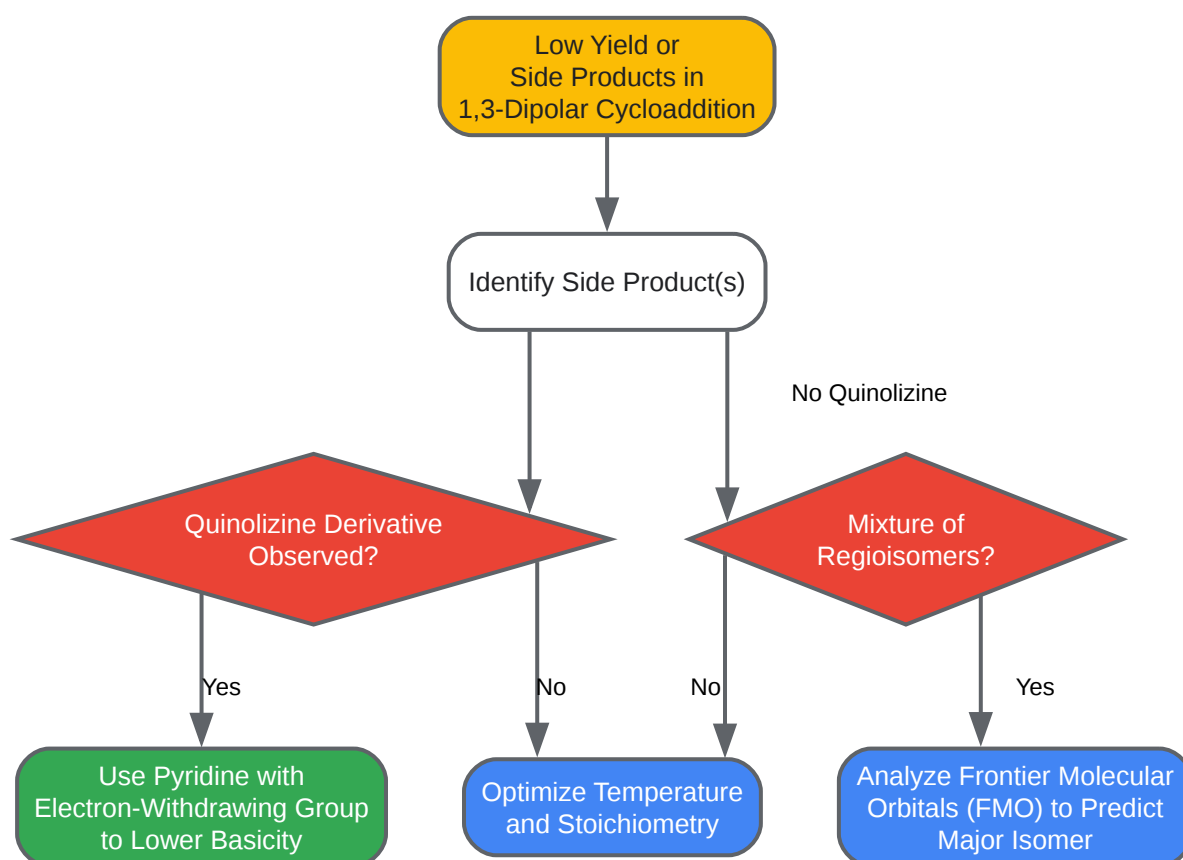 Low Yield or
Side Products in
1,3-Dipolar Cycloaddition
Identify Side Product(s)
No Quinolizine
Quinolizine Derivative
Observed?
Mixture of
Regioisomers?
Yes
No
No
Yes
Use Pyridine with
Electron-Withdrawing Group
to Lower Basicity
Optimize Temperature
and Stoichiometry
Analyze Frontier Molecular
Orbitals (FMO) to Predict
Major Isomer